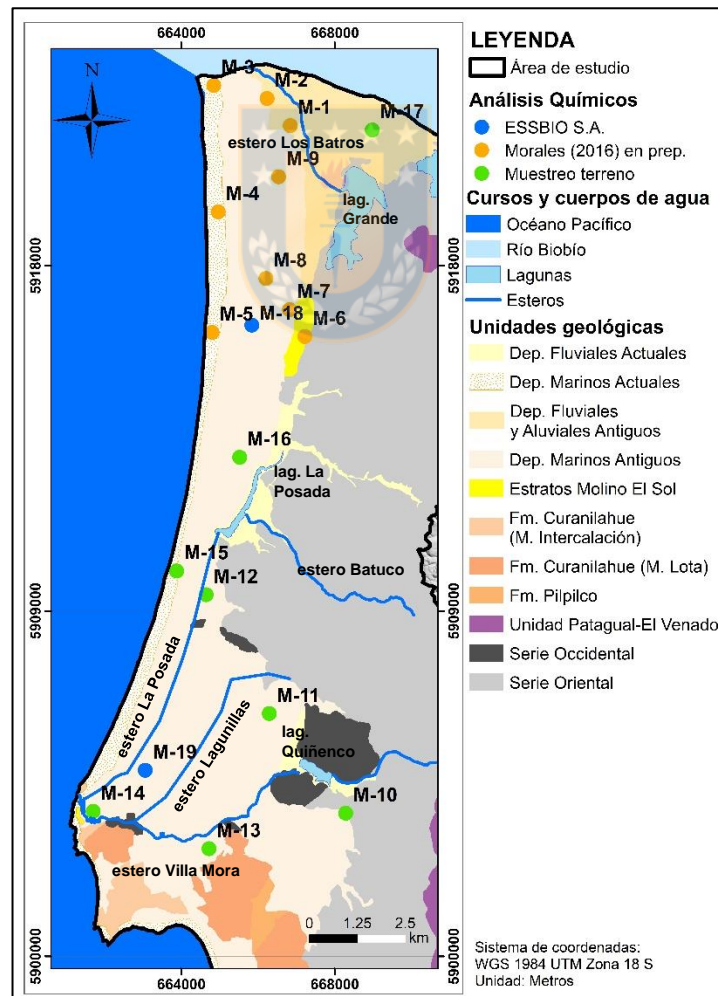 664000
668000
N
M-3
M-2
M-1
M-17
estero Los Batros
M-9
lag.
Grande
M-4
5918000
5918000
M-8
M-7
M-5
M-18
M-6
M-16
lag. La
Posada
M-15
M-12
estero Batuco
5909000
5909000
estero La Posada
M-11
estero Lagunillas
lag.
Quiñenco
M-19
M-14
M-10
M-13
estero Villa Mora
0
1.25
2.5
km
5900000
5900000
664000
668000
LEYENDA
Área de estudio
Análisis Químicos
ESSBIO S.A.
Morales (2016) en prep.
Muestreo terreno
Cursos y cuerpos de agua
Océano Pacífico
Río Biobío
Lagunas
Esteros
Unidades geológicas
Dep. Fluviales Actuales
Dep. Marinos Actuales
Dep. Fluviales
y Aluviales Antiguos
Dep. Marinos Antiguos
Estratos Molino El Sol
Fm. Curanilahue
(M. Intercalación)
Fm. Curanilahue (M. Lota)
Fm. Pilpilco
Unidad Patagual-El Venado
Serie Occidental
Serie Oriental
Sistema de coordenadas:
WGS 1984 UTM Zona 18 S
Unidad: Metros